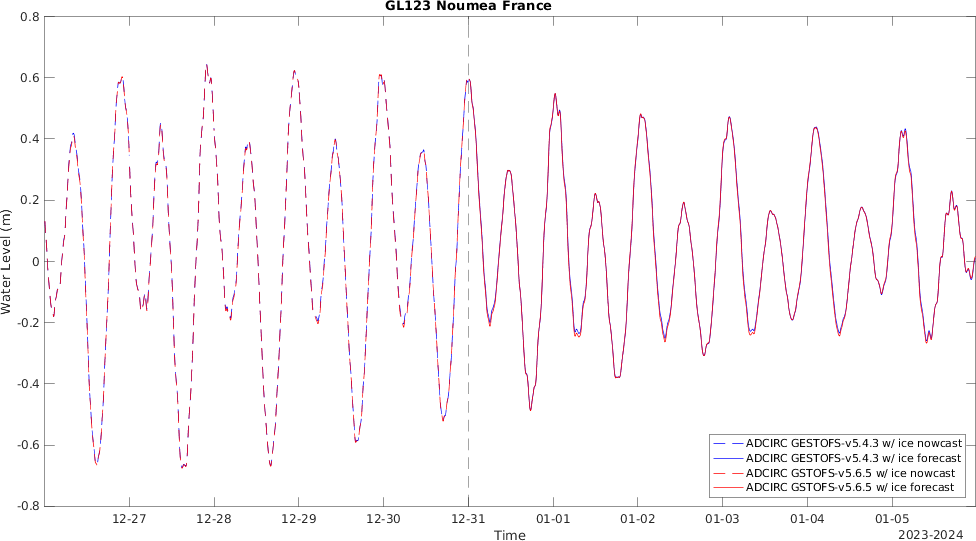 GL123 Noumea France
Water Level (m)
0.8
0.6
0.4
0.2
0
-0.2
-0.4
-0.6
-0.8
12-27 12-28 12-29 12-30 12-31 01-01 01-02 01-03 01-04 01-05
Time
2023-2024
ADCIRC GESTOFS-v5.4.3 w/ ice nowcast
ADCIRC GESTOFS-v5.4.3 w/ ice forecast
ADCIRC GSTOFS-v5.6.5 w/ ice nowcast
ADCIRC GSTOFS-v5.6.5 w/ ice forecast